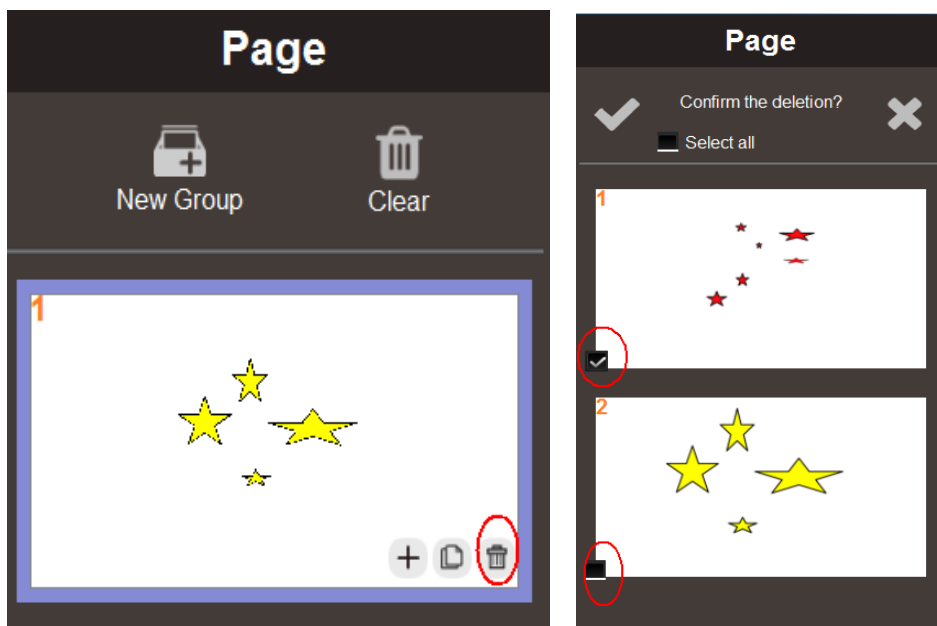 Page
New Group
Clear
1
Page
Confirm the deletion?
Select all
1
2